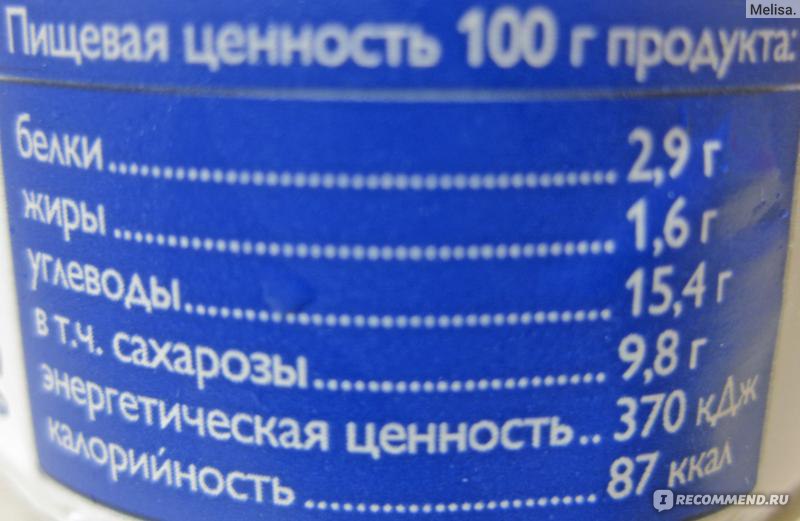 Melisa.
Пищевая ценность 100 г продукта:
белки.......................................................2,9 г
жиры.......................................................1,6 г
углеводы................................................15,4 г
в т.ч. сахарозы...............................9,8 г
энергетическая ценность..370 кДж
калорийность................................87 ккал
IRECOMMEND.RU